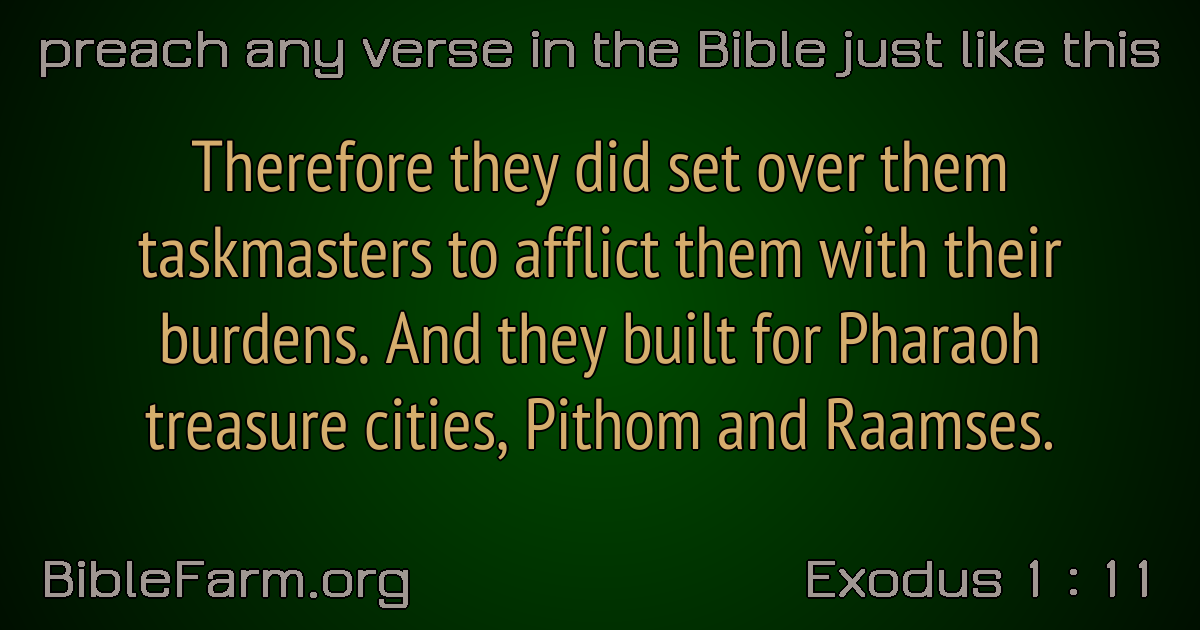 preach any verse in the Bible just like this
Therefore they did set over them
taskmasters to afflict them with their
burdens. And they built for Pharaoh
treasure cities, Pithom and Raamses.
BibleFarm.org
Exodus 1 : 11